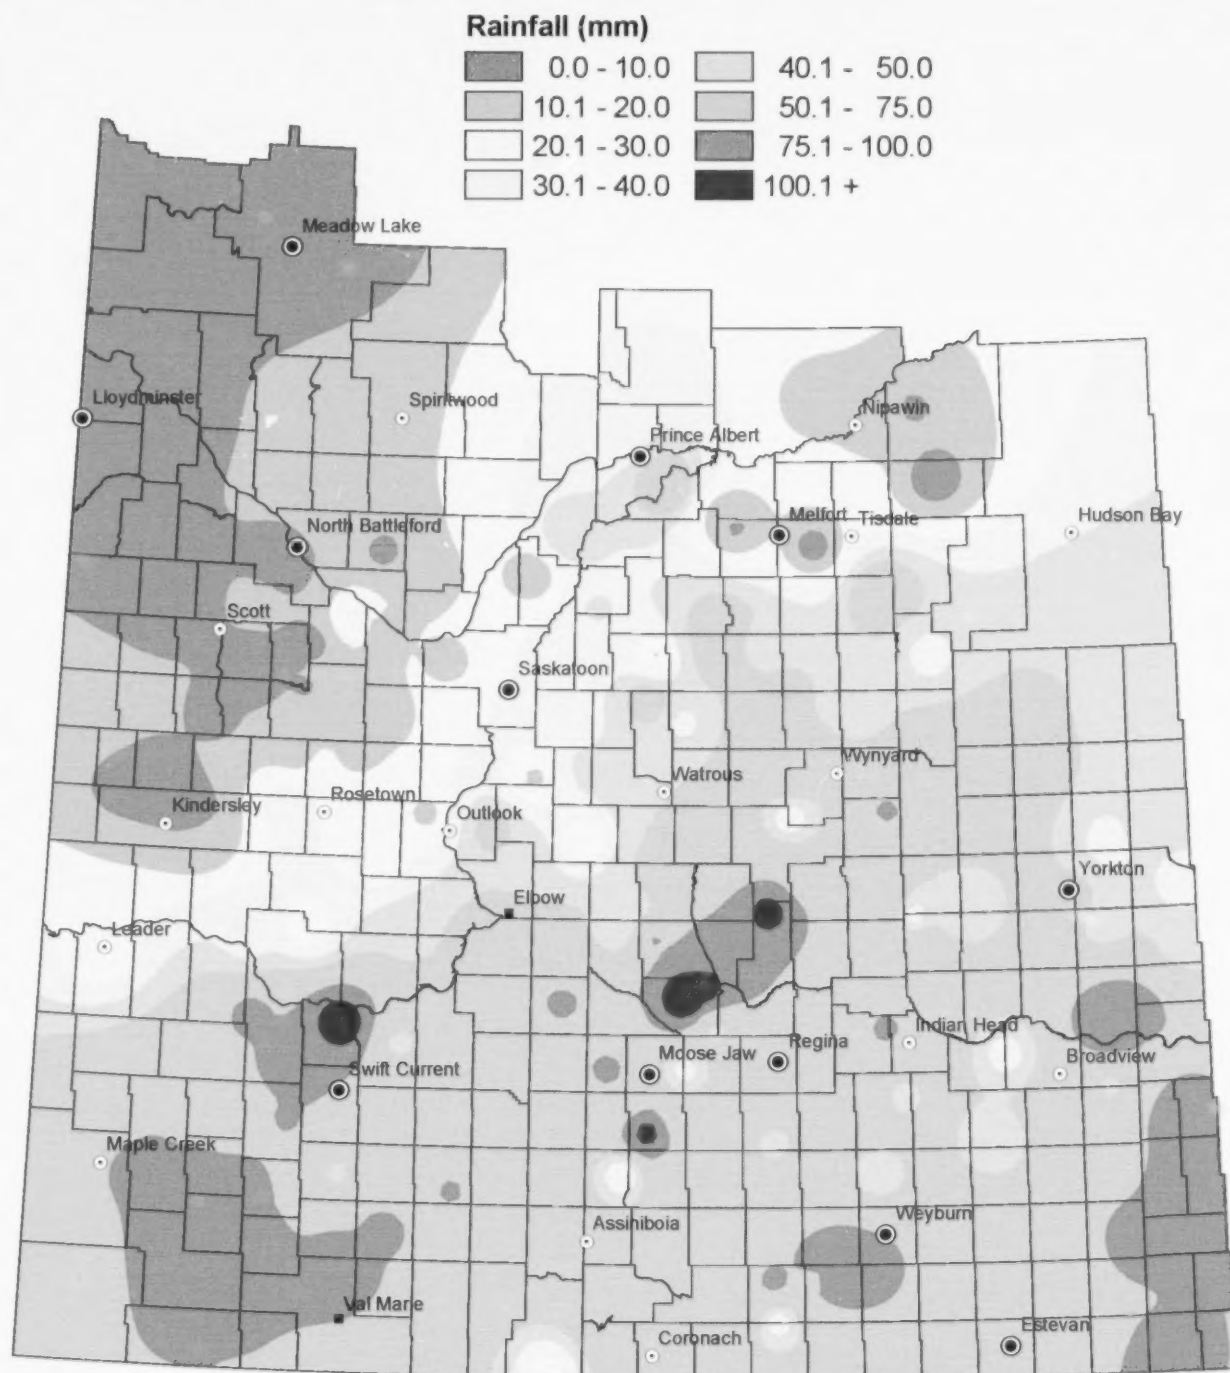 Rainfall (mm)
0.0 - 10.0
40.1 - 50.0
10.1 - 20.0
50.1 - 75.0
20.1 - 30.0
75.1 - 100.0
30.1 - 40.0
100.1 +
Meadow Lake
Lloydminster
Spiritwood
Nipawin
Prince Albert
North Battleford
Melfort
Tisdale
Hudson Bay
Scott
Saskatoon
Wynyard
Watrous
Kindersley
Rosetown
Outlook
Yorkton
Elbow
Leader
Indian Head
Regina
Moose Jaw
Broadview
Swift Current
Maple Creek
Weyburn
Assiniboia
Val Marie
Estevan
Coronach